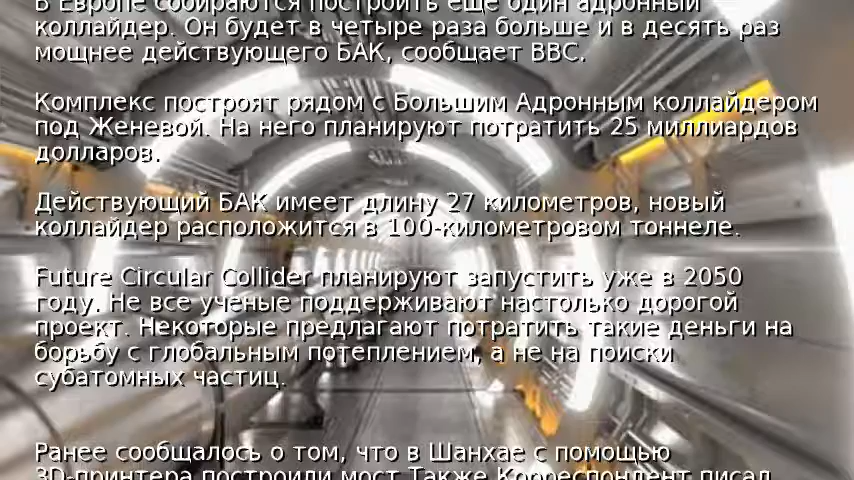 В Европе собираются построить еще один адронный
коллайдер. Он будет в четыре раза больше и в десять раз
мощнее действующего БАК, сообщает BBC.
Комплекс построят рядом с Большим Адронным коллайдером
под Женевой. На него планируют потратить 25 миллиардов
долларов.
Действующий БАК имеет длину 27 километров, новый
коллайдер расположится в 100-километровом тоннеле.
Future Circular Collider планируют запустить уже в 2050
году. Не все ученые поддерживают настолько дорогой
проект. Некоторые предлагают потратить такие деньги на
борьбу с глобальным потеплением, а не на поиски
субатомных частиц.
Ранее сообщалось о том, что в Шанхае с помощью
3D-принтера построили мост.Также Корреспондент писал,